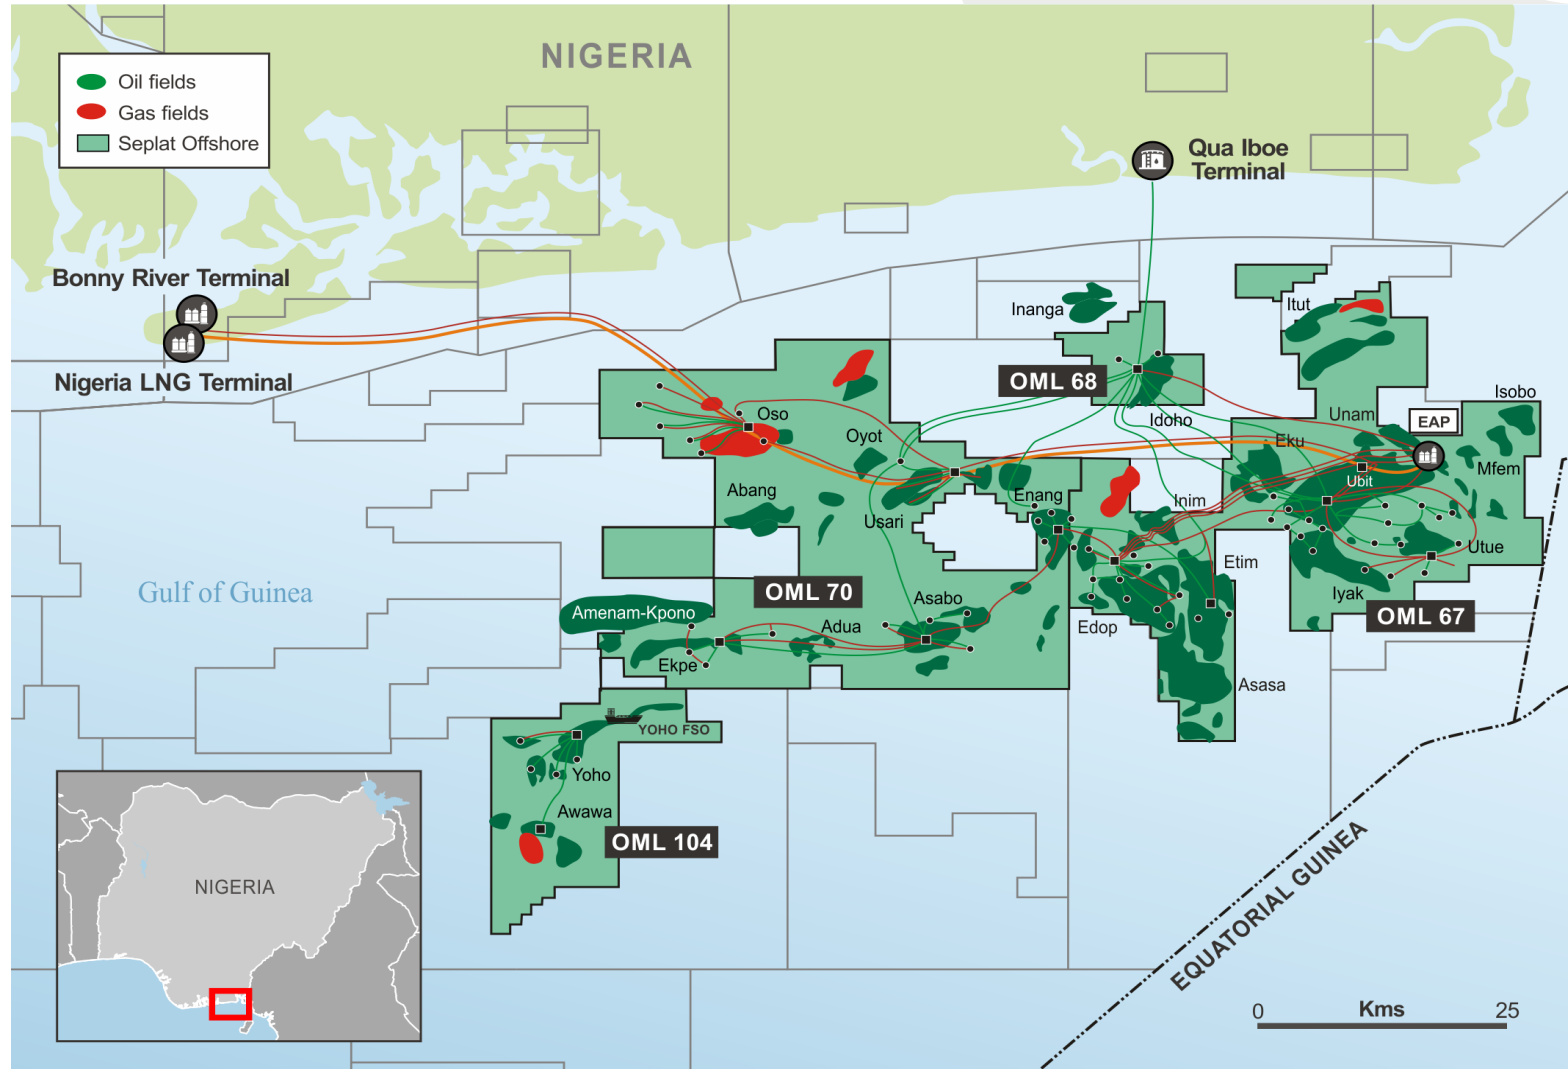 NIGERIA
Oil fields
Gas fields
Seplat Offshore
Qua Iboe
Terminal
Bonny River Terminal
Nigeria LNG Terminal
Inanga
Itut
OML 68
Isobo
Oso
Idoho
Unam
EAP
Oyot
Eku
Mfem
Abang
Enang
Inim
Ubit
Usari
Utue
Etim
Gulf of Guinea
OML 70
Asabo
Iyak
OML 67
Amenam-Kpono
Adua
Edop
Ekpe
Asasa
YOHO FSO
Yoho
Awawa
OML 104
NIGERIA
EQUATORIAL GUINEA
0
Kms
25